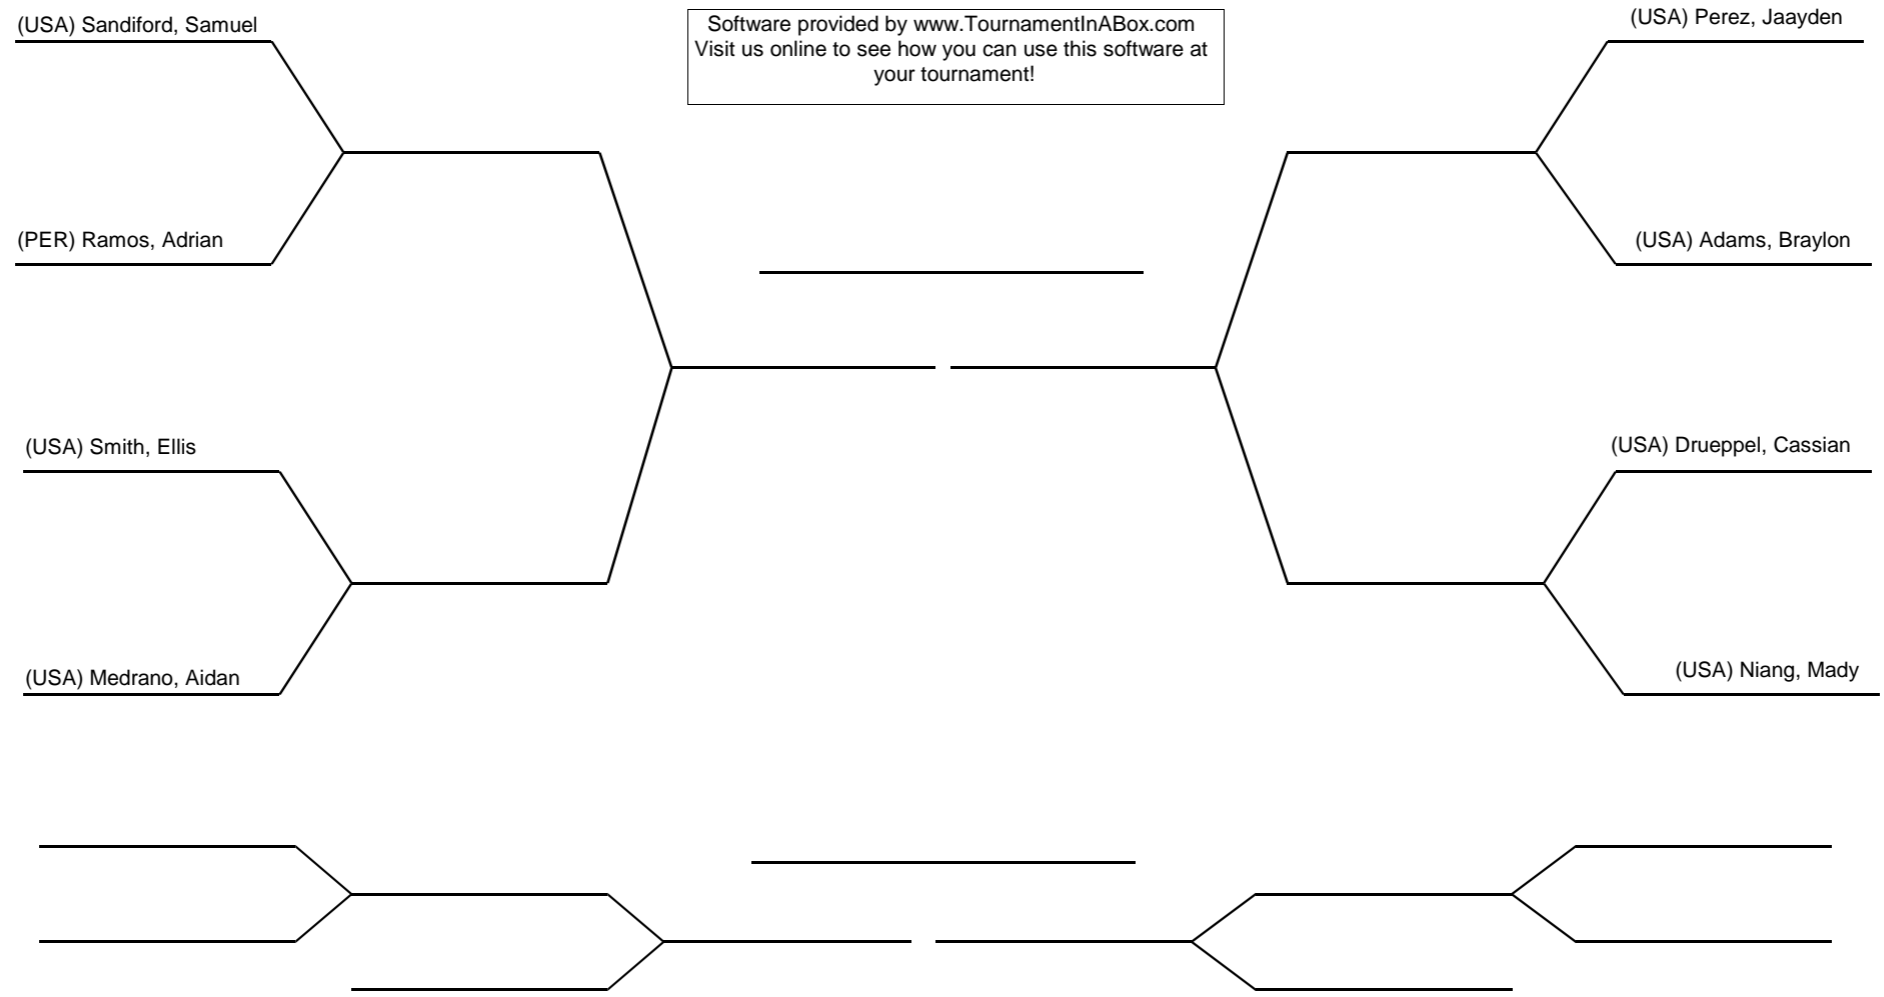 (USA) Sandiford, Samuel
Software provided by www.TournamentInABox.com
Visit us online to see how you can use this software at
your tournament!
(USA) Perez, Jaayden
(PER) Ramos, Adrian
(USA) Adams, Braylon
(USA) Smith, Ellis
(USA) Drueppel, Cassian
(USA) Medrano, Aidan
(USA) Niang, Mady